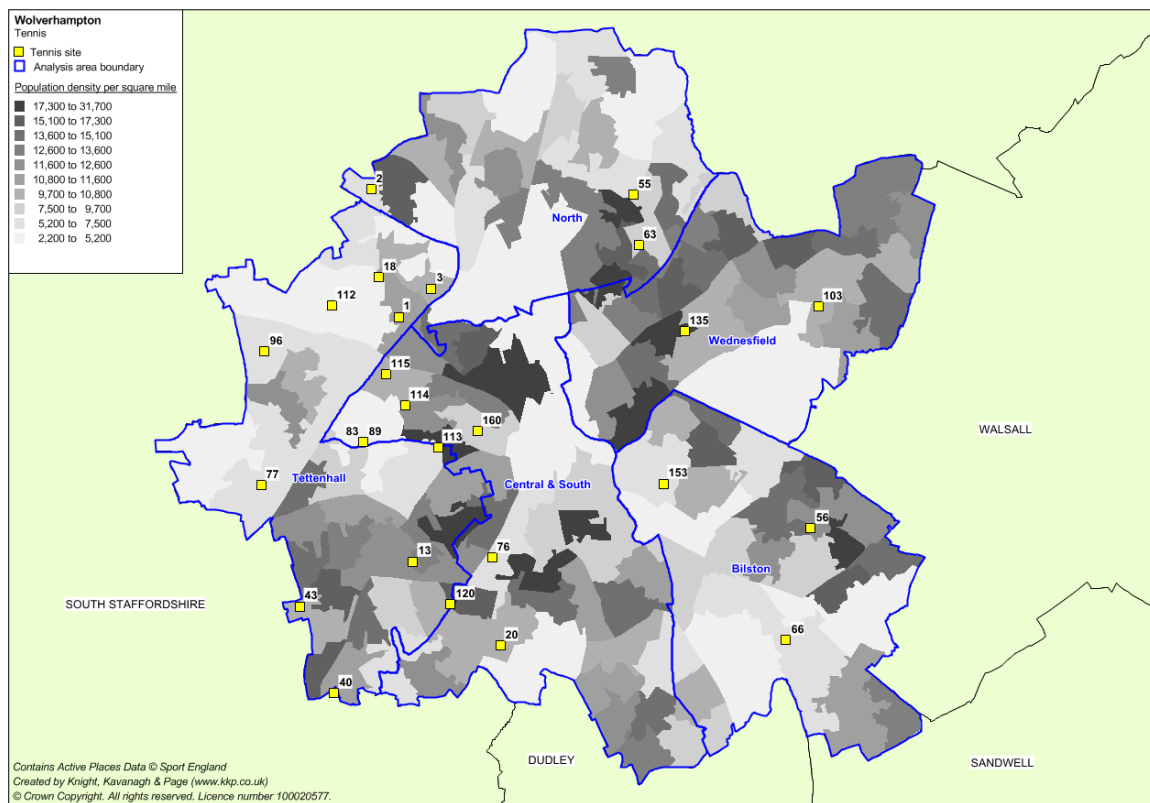 Wolverhampton
Tennis
Tennis site
Analysis area boundary
Population density per square mile
17,300 to 31,700
15,100 to 17,300
13,600 to 15,100
12,600 to 13,600
11,600 to 12,600
10,800 to 11,600
9,700 to 10,800
7,500 to 9,700
5,200 to 7,500
2,200 to 5,200
2
55
North
63
18
3
112
1
103
135
Wednesfield
96
115
114
160
WALSALL
83 89
113
77
Tettenhall
Central & South
153
56
13
76
Bilston
43
SOUTH STAFFORDSHIRE
120
20
66
40
DUDLEY
SANDWELL
Contains Active Places Data © Sport England
Created by Knight, Kavanagh & Page (www.kkp.co.uk)
© Crown Copyright. All rights reserved. Licence number 100020577.